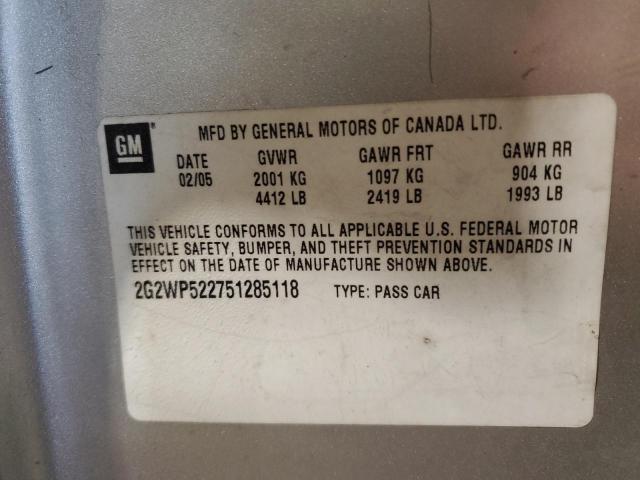 GM
MFD BY GENERAL MOTORS OF CANADA LTD.
DATE GVWR GAWR FRT GAWR RR
02/05 2001 KG 1097 KG 904 KG
4412 LB 2419 LB 1993 LB
THIS VEHICLE CONFORMS TO ALL APPLICABLE U.S. FEDERAL MOTOR
VEHICLE SAFETY, BUMPER, AND THEFT PREVENTION STANDARDS IN
EFFECT ON THE DATE OF MANUFACTURE SHOWN ABOVE.
2G2WP522751285118 TYPE: PASS CAR